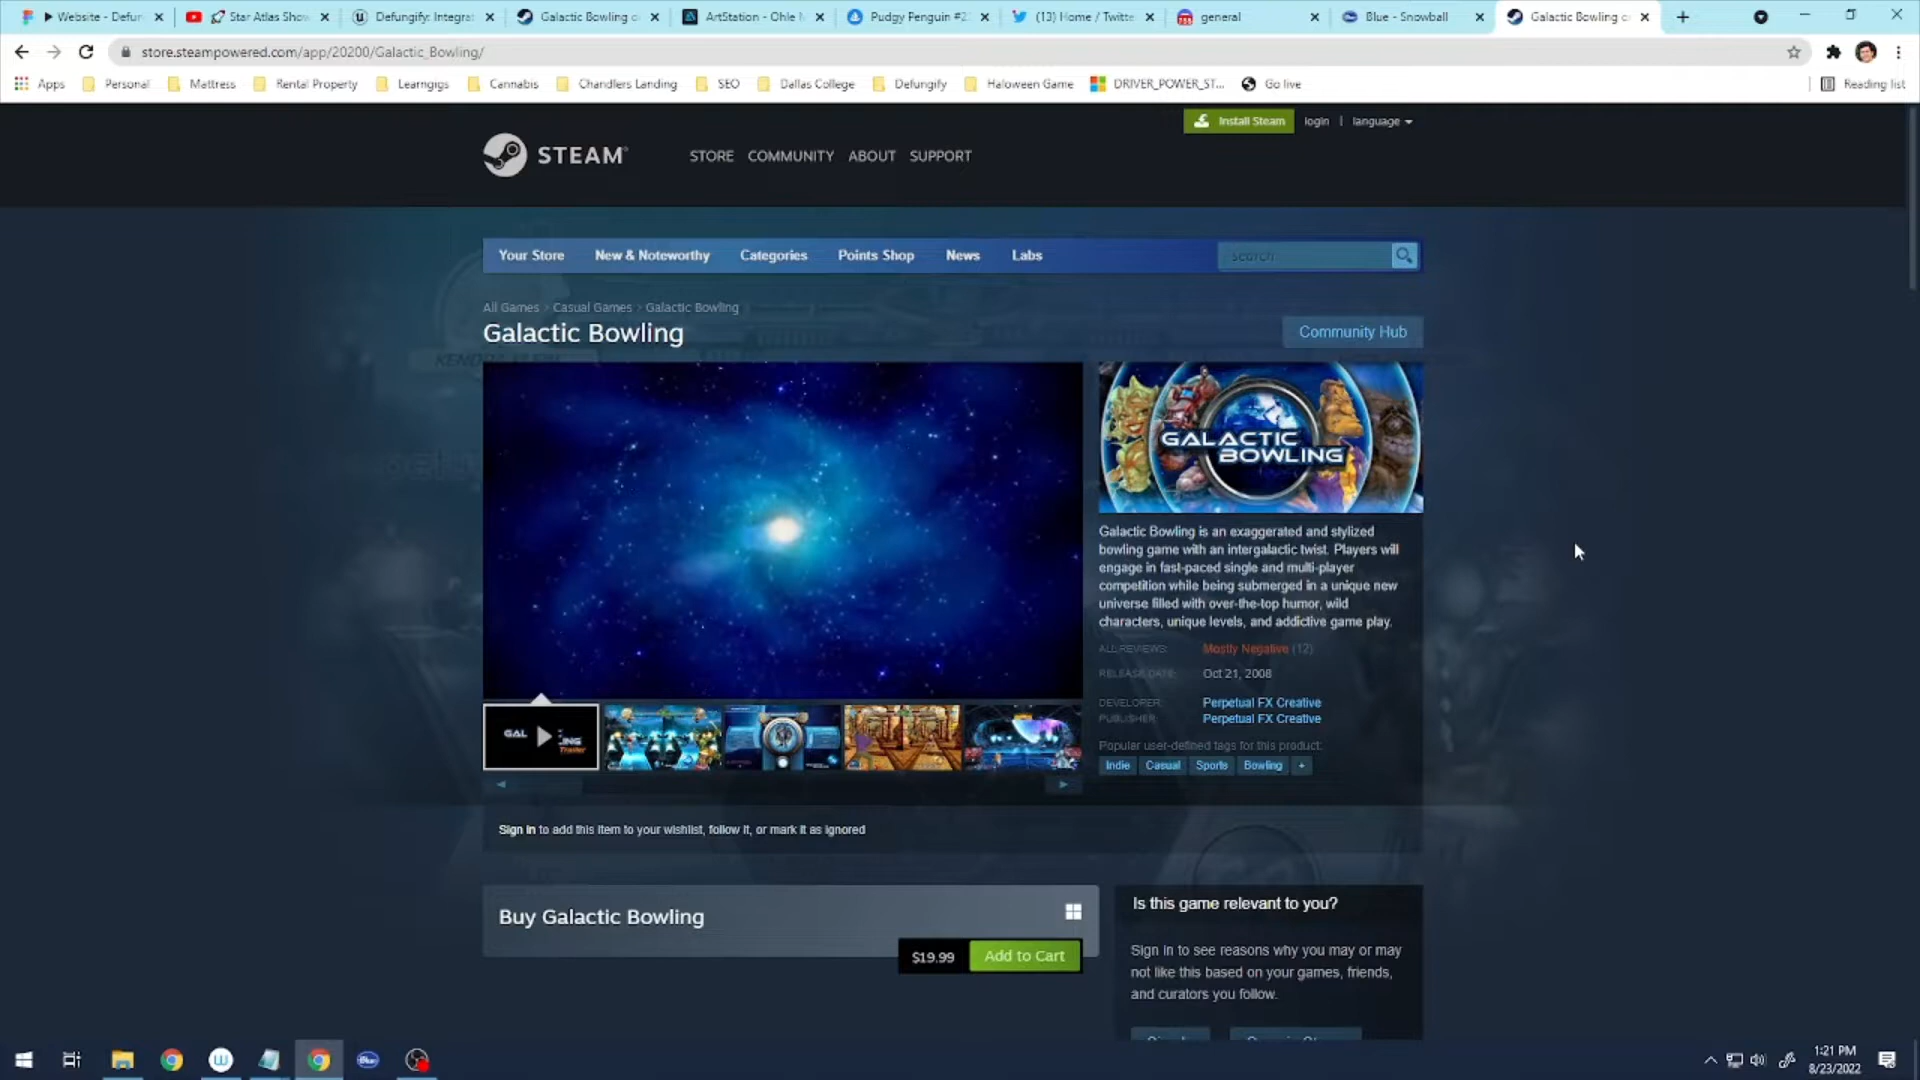 Website - Defun
Star Atlas Show
Defungify: Integrat
Galactic Bowling o
ArtStation - Ohle
Pudgy Penguin #2
(13) Home / Twitte
general
Blue - Snowball
Galactic Bowling o
store.steampowered.com/app/20200/Galactic_Bowling/
Apps
Personal
Mattress
Rental Property
Learngigs
Cannabis
Chandlers Landing
SEO
Dallas College
Defungify
Haloween Game
DRIVER_POWER_ST...
Go live
Reading list
Install Steam
login
language
STEAM
STORE
COMMUNITY
ABOUT
SUPPORT
Your Store
New & Noteworthy
Categories
Points Shop
News
Labs
search
All Games > Casual Games > Galactic Bowling
Galactic Bowling
Community Hub
GALACTIC
BOWLING
Galactic Bowling is an exaggerated and stylized
bowling game with an intergalactic twist. Players will
engage in fast-paced single and multi-player
competition while being submerged in a unique new
universe filled with over-the-top humor, wild
characters, unique levels, and addictive game play.
ALL REVIEWS: Mostly Negative (12)
RELEASE DATE: Oct 21, 2008
DEVELOPER: Perpetual FX Creative
PUBLISHER: Perpetual FX Creative
Popular user-defined tags for this product:
Indie
Casual
Sports
Bowling
+
GAL
ING
Trailer
Sign in to add this item to your wishlist, follow it, or mark it as ignored
Buy Galactic Bowling
$19.99
Add to Cart
Is this game relevant to you?
Sign in to see reasons why you may or may
not like this based on your games, friends,
and curators you follow.
1:21 PM
8/23/2022